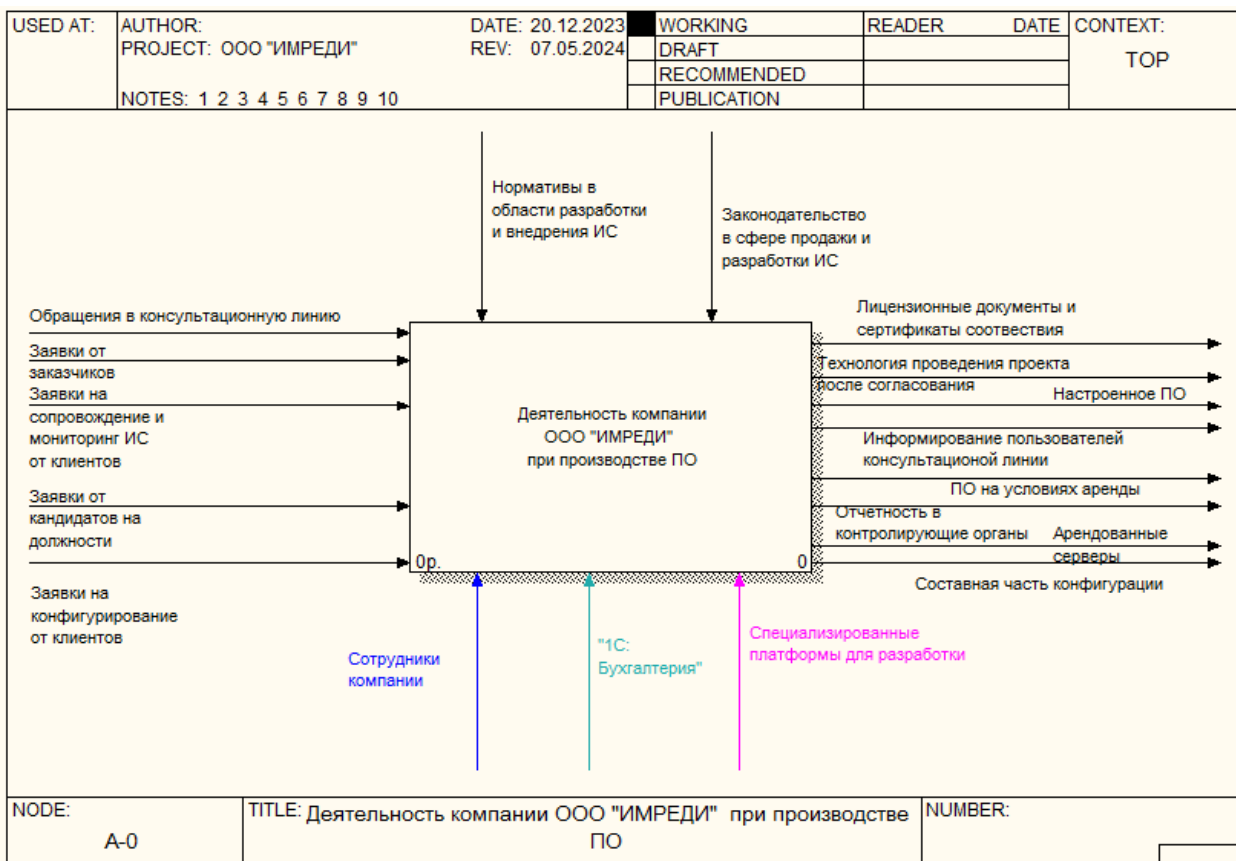 USED AT:
AUTHOR:
DATE: 20.12.2023
PROJECT: ООО "ИМРЕДИ"
REV: 07.05.2024
NOTES: 1 2 3 4 5 6 7 8 9 10
WORKING
DRAFT
RECOMMENDED
PUBLICATION
READER
DATE
CONTEXT:
TOP
Нормативы в
области разработки
и внедрения ИС
Законодательство
в сфере продажи и
разработки ИС
Обращения в консультационную линию
Заявки от
заказчиков
Заявки на
сопровождение и
мониторинг ИС
от клиентов
Заявки от
кандидатов на
должности
Заявки на
конфигурирование
от клиентов
Деятельность компании
ООО "ИМРЕДИ"
при производстве ПО
0р.
0
Лицензионные документы и
сертификаты соотвествия
Технология проведения проекта
после согласования
Настроенное ПО
Информирование пользователей
консультационой линии
ПО на условиях аренды
Отчетность в
контролирующие органы
Арендованные
серверы
Составная часть конфигурации
Сотрудники
компании
"1С:
Бухгалтерия"
Специализированные
платформы для разработки
NODE:
A-0
TITLE: Деятельность компании ООО "ИМРЕДИ" при производстве
ПО
NUMBER: